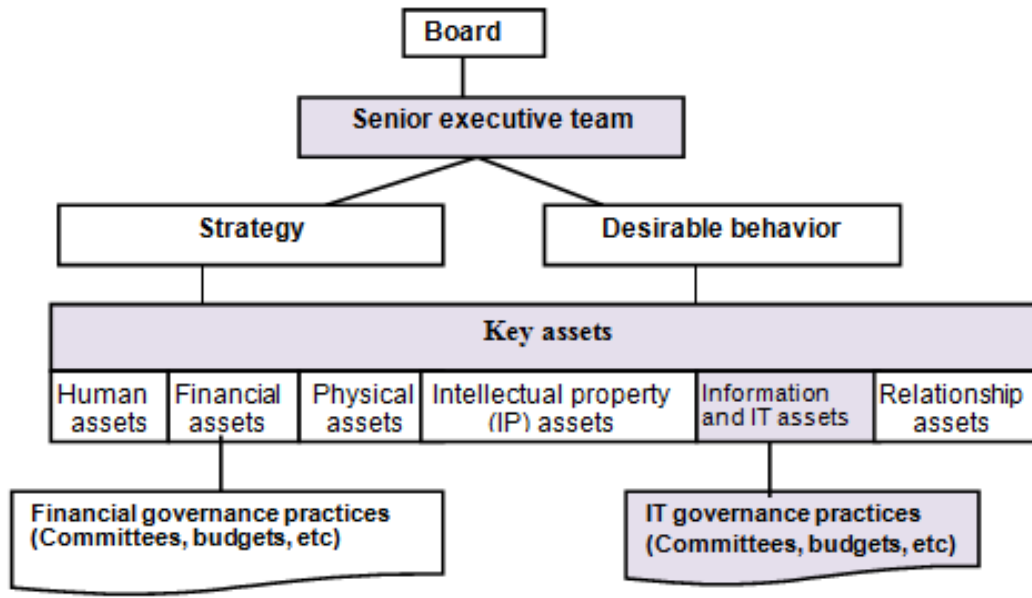 Board
Senior executive team
Strategy
Desirable behavior
Key assets
Human
assets
Financial
assets
Physical
assets
Intellectual property
(IP) assets
Information
and IT assets
Relationship
assets
Financial governance practices
(Committees, budgets, etc)
IT governance practices
(Committees, budgets, etc)